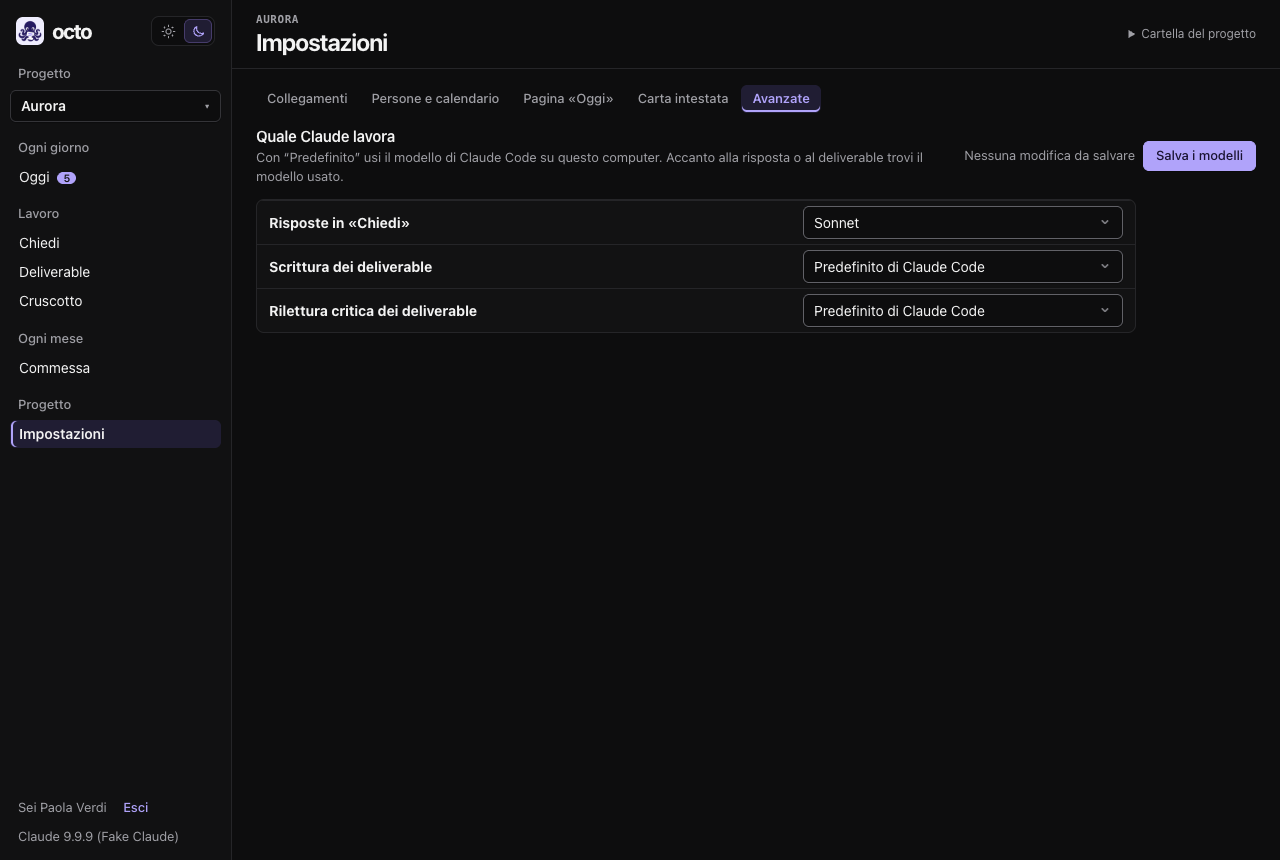 octo
Progetto
Aurora
Ogni giorno
Oggi 5
Lavoro
Chiedi
Deliverable
Cruscotto
Ogni mese
Commessa
Progetto
Impostazioni
Sei Paola Verdi Esci
Claude 9.9.9 (Fake Claude)
AURORA
Impostazioni
Cartella del progetto
Collegamenti Persone e calendario Pagina «Oggi» Carta intestata Avanzate
Quale Claude lavora
Con “Predefinito” usi il modello di Claude Code su questo computer. Accanto alla risposta o al deliverable trovi il
modello usato.
Nessuna modifica da salvare Salva i modelli
Risposte in «Chiedi» Sonnet
Scrittura dei deliverable Predefinito di Claude Code
Rilettura critica dei deliverable Predefinito di Claude Code